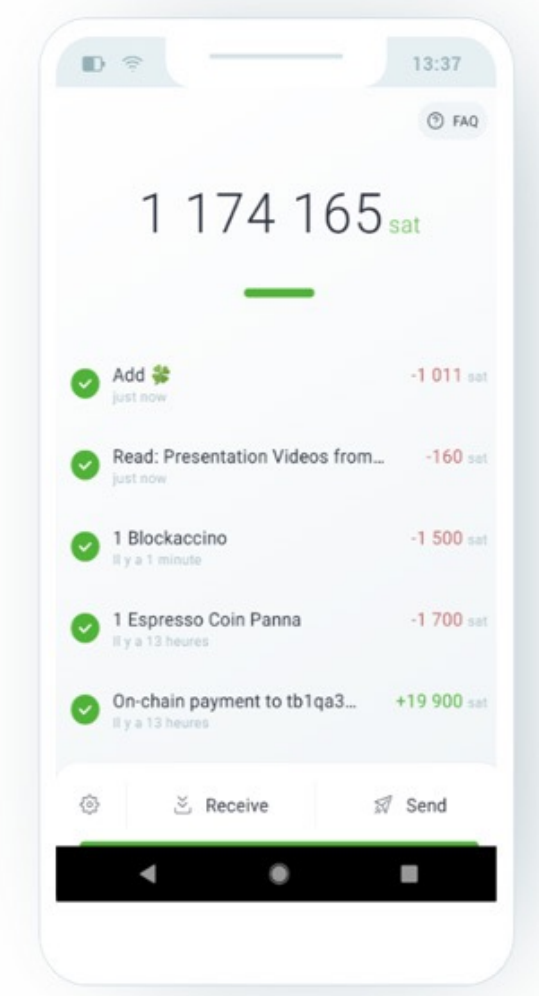 13:37
FAQ
1 174 165 sat
Add 🍀 -1 011 sat
just now
Read: Presentation Videos from... -160 sat
just now
1 Blockaccino -1 500 sat
Il y a 1 minute
1 Espresso Coin Panna -1 700 sat
Il y a 13 heures
On-chain payment to tb1qa3... +19 900 sat
Il y a 13 heures
Receive Send